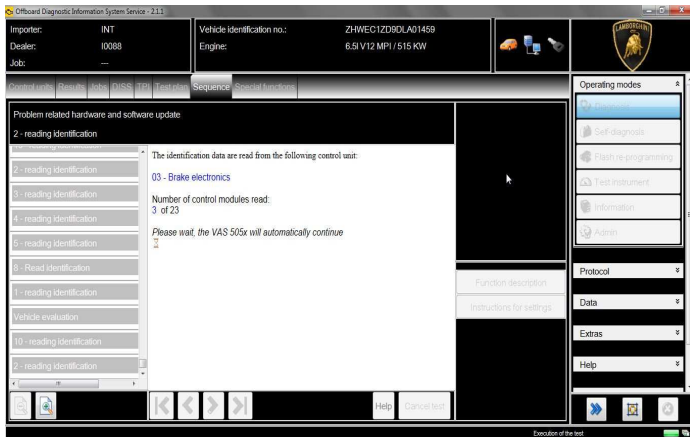 Offboard Diagnostic Information System Service - 2.1.1
Importer: INT
Dealer: I0088
Job: ---
Vehicle identification no.: ZHWEC1ZD9DLA01459
Engine: 6.5l V12 MPI / 515 KW
LAMBORGHINI
Control units Results Jobs DISS TPI Test plan Sequence Special functions
Problem related hardware and software update
2 - reading identification
2 - reading identification
3 - reading identification
4 - reading identification
5 - reading identification
8 - Read identification
1 - reading identification
Vehicle evaluation
10 - reading identification
2 - reading identification
The identification data are read from the following control unit:
03 - Brake electronics
Number of control modules read:
3 of 23
Please wait, the VAS 505x will automatically continue
Function description
Instructions for settings
Help Cancel test
Operating modes
Diagnosis
Self-diagnosis
Flash re-programming
Test instrument
Information
Admin
Protocol
Data
Extras
Help
Execution of the test